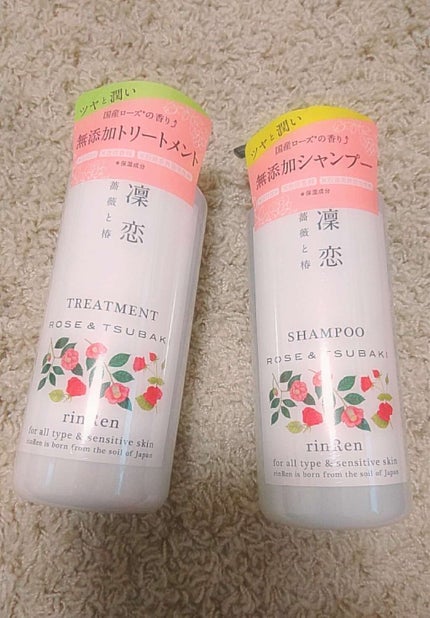 ツヤと潤い
国産ローズ*の香り♪
無添加トリートメント
*保湿成分
凜恋
薔薇と椿
TREATMENT
ROSE & TSUBAKI
rinRen
for all type & sensitive skin
rinRen is born from the soil of Japan
ツヤと潤い
国産ローズ*の香り♪
無添加シャンプー
*保湿成分
凜恋
薔薇と椿
SHAMPOO
ROSE & TSUBAKI
rinRen
for all type & sensitive skin
rinRen is born from the soil of Japan